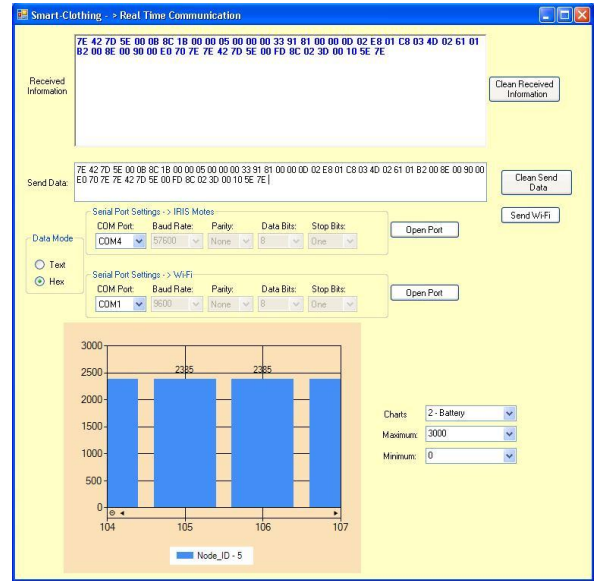 Smart-Clothing - > Real Time Communication
7E 42 7D 5E 00 0B 8C 1B 00 00 05 00 00 00 33 91 81 00 00 0D 02 E8 01 C8 03 4D 02 61 01
B2 00 8E 00 90 00 E0 70 7E 7E 42 7D 5E 00 FD 8C 02 3D 00 10 5E 7E
Received
Information
Clean Received
Information
Send Data:
7E 42 7D 5E 00 0B 8C 1B 00 00 05 00 00 00 33 91 81 00 00 0D 02 E8 01 C8 03 4D 02 61 01 B2 00 8E 00 90 00
E0 70 7E 7E 42 7D 5E 00 FD 8C 02 3D 00 10 5E 7E
Clean Send
Data
Send Wi-Fi
Serial Port Settings - > IRIS Motes
COM Port: Baud Rate: Parity: Data Bits: Stop Bits:
COM4 57600 None 8 One
Open Port
Data Mode
Text
Hex
Serial Port Settings - > Wi-Fi
COM Port: Baud Rate: Parity: Data Bits: Stop Bits:
COM1 9600 None 8 One
Open Port
3000
2500
2000
1500
1000
500
0
2385 2385
104 105 106 107
Node_ID - 5
Charts 2 - Battery
Maximum: 3000
Minimum: 0